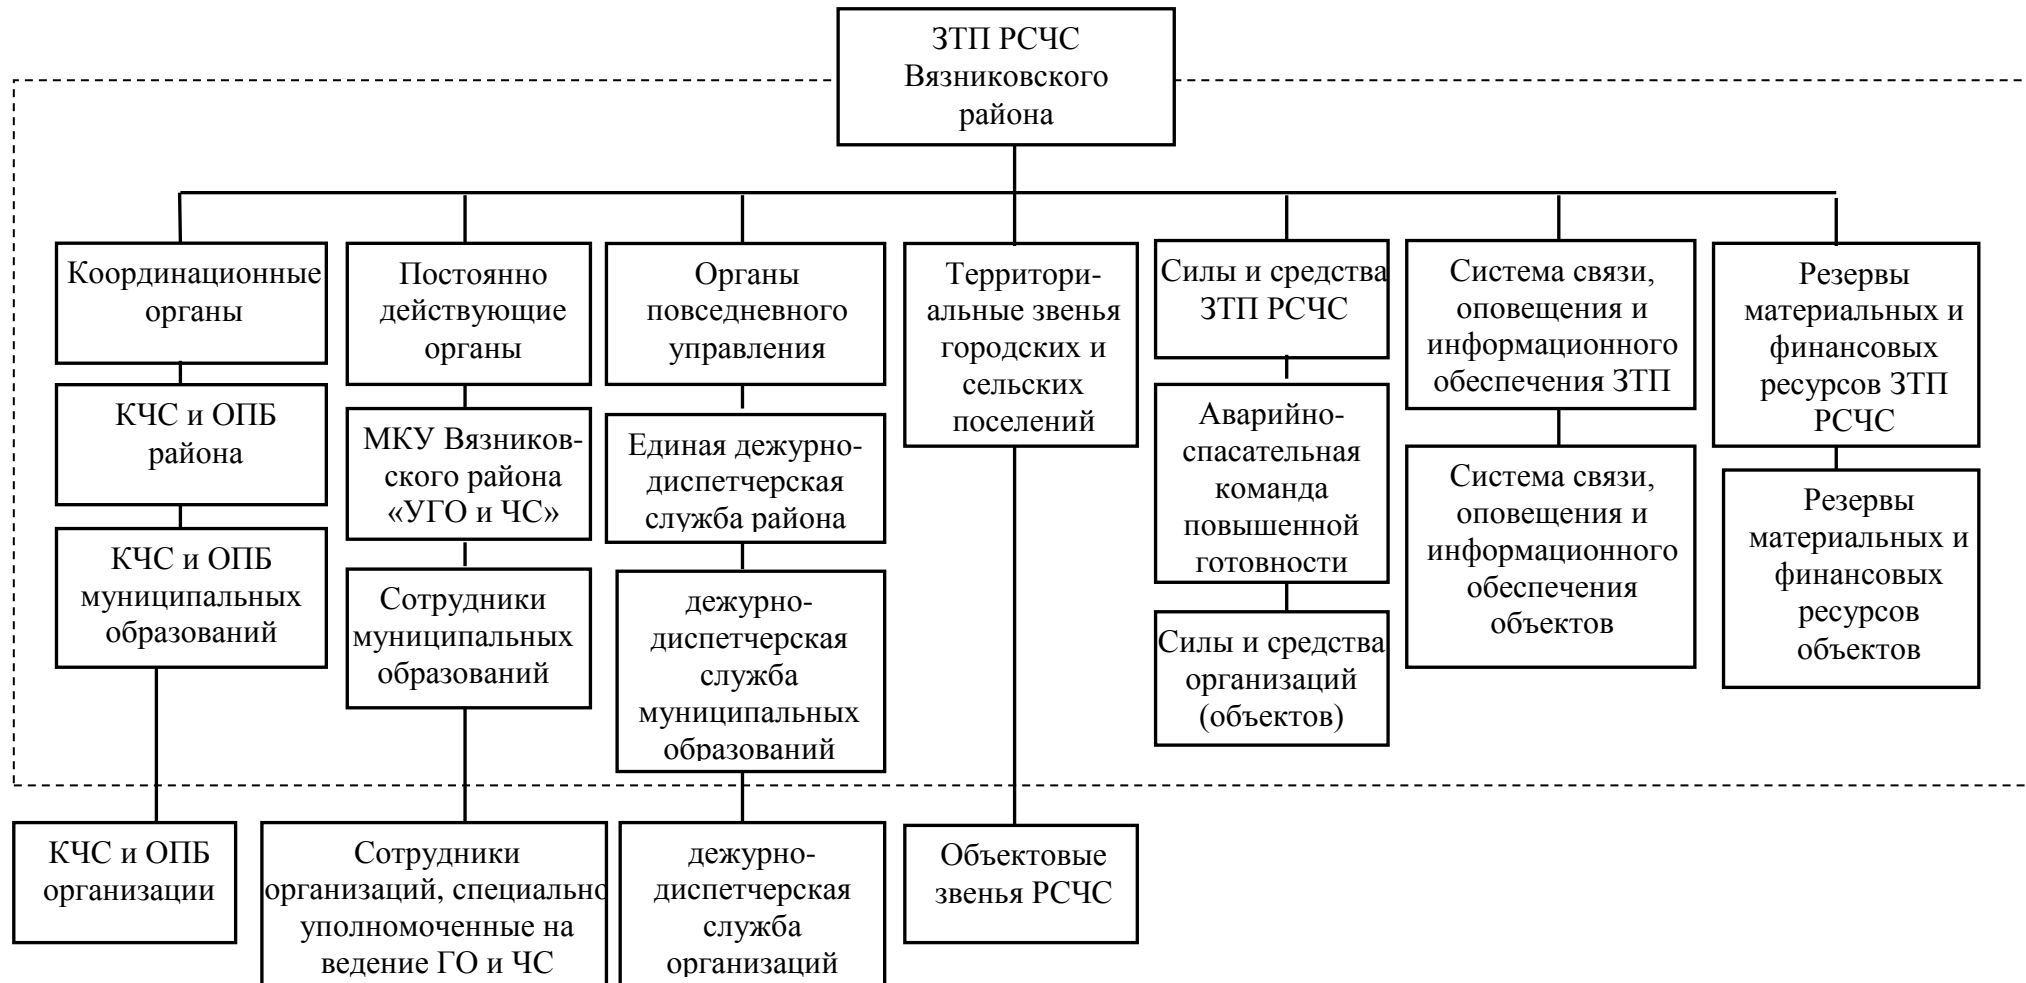 ЗТП РСЧС
Вязниковского
района
Координационные
органы
КЧС и ОПБ
района
КЧС и ОПБ
муниципальных
образований
КЧС и ОПБ
организации
Постоянно
действующие
органы
МКУ Вязников-
ского района
«УГО и ЧС»
Сотрудники
муниципальных
образований
Сотрудники
организаций, специально
уполномоченные на
ведение ГО и ЧС
Органы
повседневного
управления
Единая дежурно-
диспетчерская
служба района
дежурно-
диспетчерская
служба
муниципальных
образований
дежурно-
диспетчерская
служба
организаций
Территори-
альные звенья
городских и
сельских
поселений
Объектовые
звенья РСЧС
Силы и средства
ЗТП РСЧС
Аварийно-
спасательная
команда
повышенной
готовности
Силы и средства
организаций
(объектов)
Система связи,
оповещения и
информационного
обеспечения ЗТП
Система связи,
оповещения и
информационного
обеспечения
объектов
Резервы
материальных и
финансовых
ресурсов ЗТП
РСЧС
Резервы
материальных и
финансовых
ресурсов
объектов